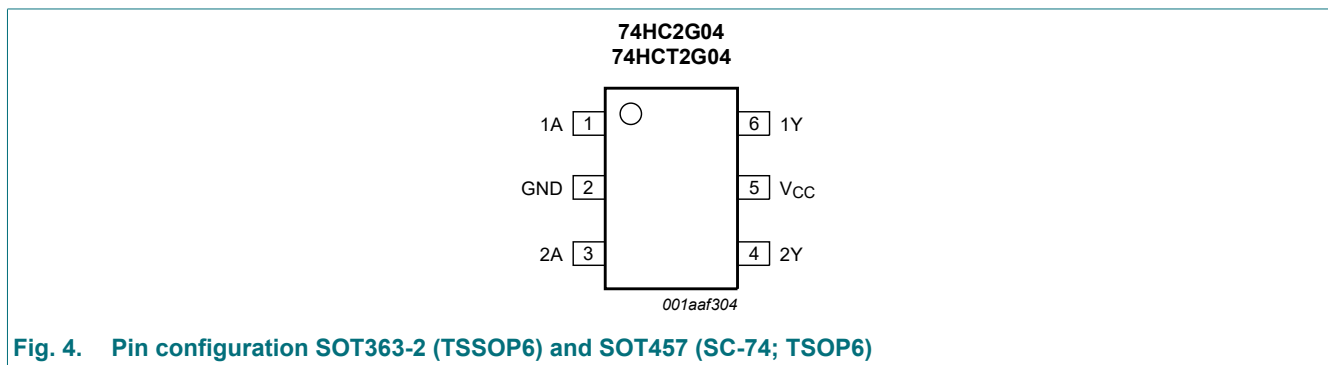 74HC2G04
74HCT2G04
1A 1 6 1Y
GND 2 5 VCC
2A 3 4 2Y
001aaf304
Fig. 4. Pin configuration SOT363-2 (TSSOP6) and SOT457 (SC-74; TSOP6)